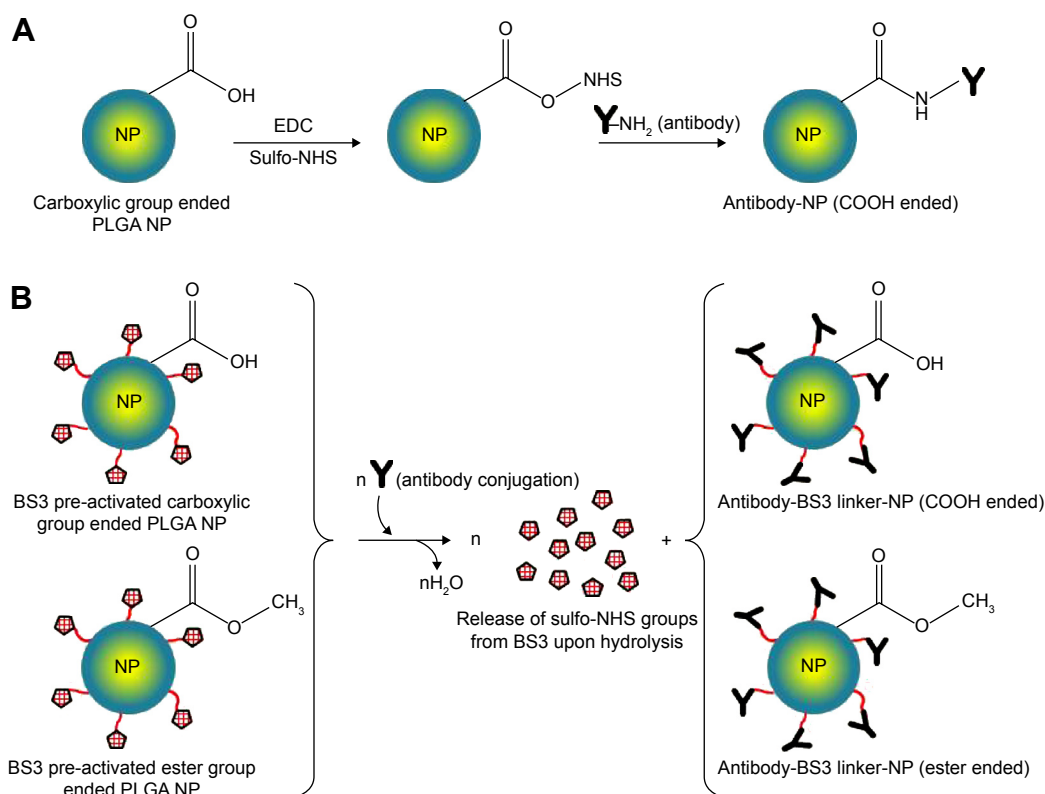 A
O
OH
NP
Carboxylic group ended
PLGA NP
EDC
Sulfo-NHS
O
O
NHS
NP
–NH₂ (antibody)
O
N
H
NP
Antibody-NP (COOH ended)
B
O
OH
NP
BS3 pre-activated carboxylic
group ended PLGA NP
O
O
CH₃
NP
BS3 pre-activated ester group
ended PLGA NP
n (antibody conjugation)
n
nH₂O
Release of sulfo-NHS groups
from BS3 upon hydrolysis
+
O
OH
NP
Antibody-BS3 linker-NP (COOH ended)
O
O
CH₃
NP
Antibody-BS3 linker-NP (ester ended)